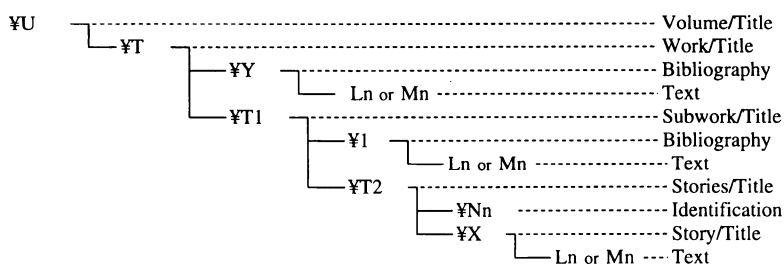 ¥U Volume/Title
¥T Work/Title
¥Y Bibliography
Ln or Mn Text
¥T1 Subwork/Title
¥1 Bibliography
Ln or Mn Text
¥T2 Stories/Title
¥Nn Identification
¥X Story/Title
Ln or Mn Text